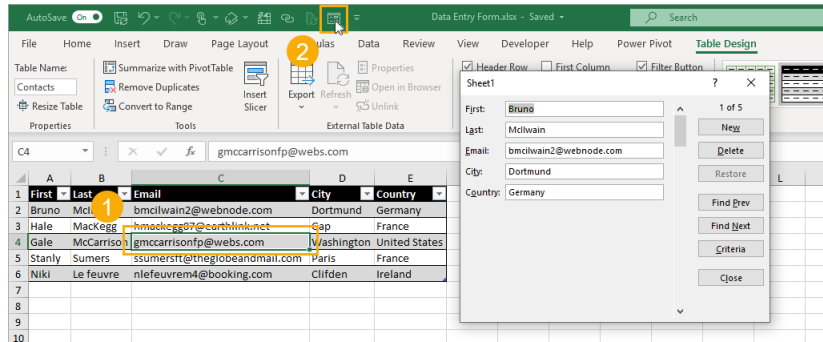 AutoSave On Data Entry Form.xlsx - Saved Search
2
File Home Insert Draw Page Layout ulas Data Review View Developer Help Power Pivot Table Design
Table Name: Summarize with PivotTable Properties Header Row First Column Filter Button
Contacts Remove Duplicates Insert Slicer Export Refresh Open in Browser
Resize Table Convert to Range Unlink
Properties Tools External Table Data
C4 fx gmccarrisonfp@webs.com
A B C D E L
1 First Last Email City Country
2 Bruno McIl bmcilwain2@webnode.com Dortmund Germany
1
3 Hale MacKegg hmackegg87@earthlink.net Gap France
4 Gale McCarrison gmccarrisonfp@webs.com Washington United States
5 Stanly Sumers ssumersft@theglobeandmail.com Paris France
6 Niki Le feuvre nlefeuvrem4@booking.com Clifden Ireland
7
8
9
10
Sheet1 ?
First: Bruno 1 of 5
Last: McIlwain New
Email: bmcilwain2@webnode.com Delete
City: Dortmund Restore
Country: Germany
Find Prev
Find Next
Criteria
Close